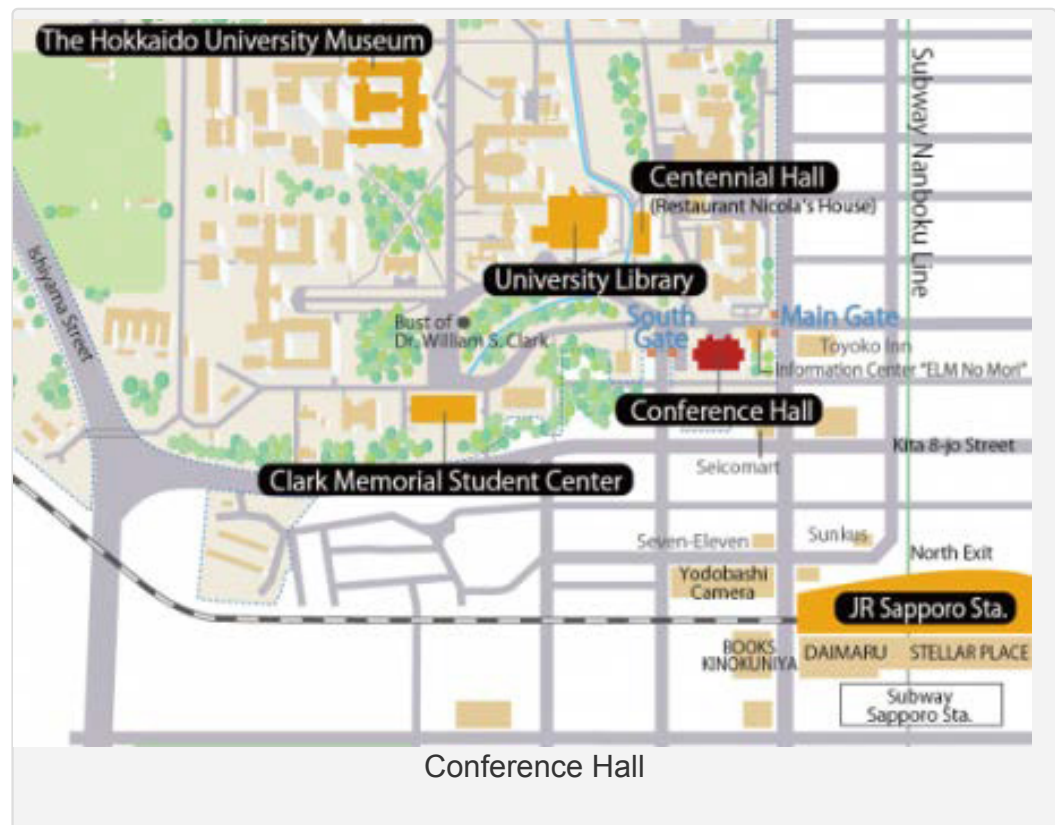 The Hokkaido University Museum
Subway Nanboku Line
Centennial Hall
(Restaurant Nicola's House)
University Library
Ishiyama Street
Bust of
Dr. William S. Clark
South
Gate
Main Gate
Toyoko Inn
Information Center "ELM No Mori"
Conference Hall
Kita 8-jo Street
Seicomart
Clark Memorial Student Center
Seven-Eleven
Sunkus
North Exit
Yodobashi
Camera
JR Sapporo Sta.
BOOKS
KINOKUNIYA
DAIMARU
STELLAR PLACE
Subway
Sapporo Sta.
Conference Hall